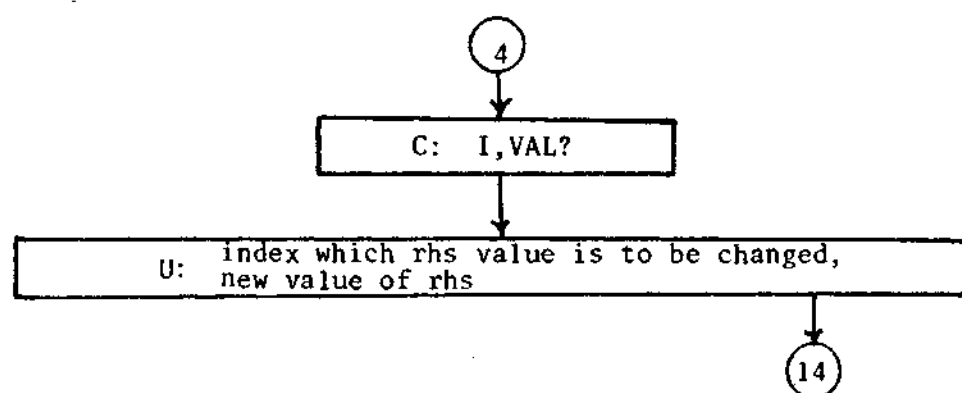 4
C: I,VAL?
U: index which rhs value is to be changed,
new value of rhs
14